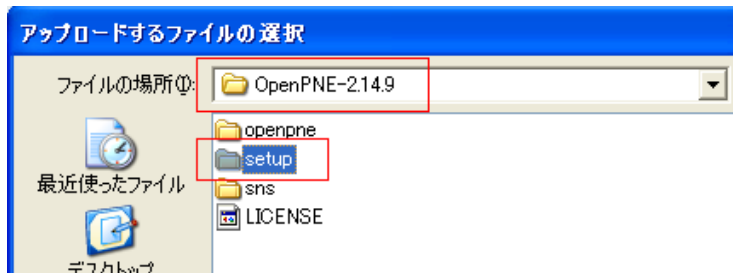 アップロードするファイルの選択
ファイルの場所(I):
OpenPNE-2.14.9
openpne
setup
最近使ったファイル
sns
LICENSE
デスクトップ